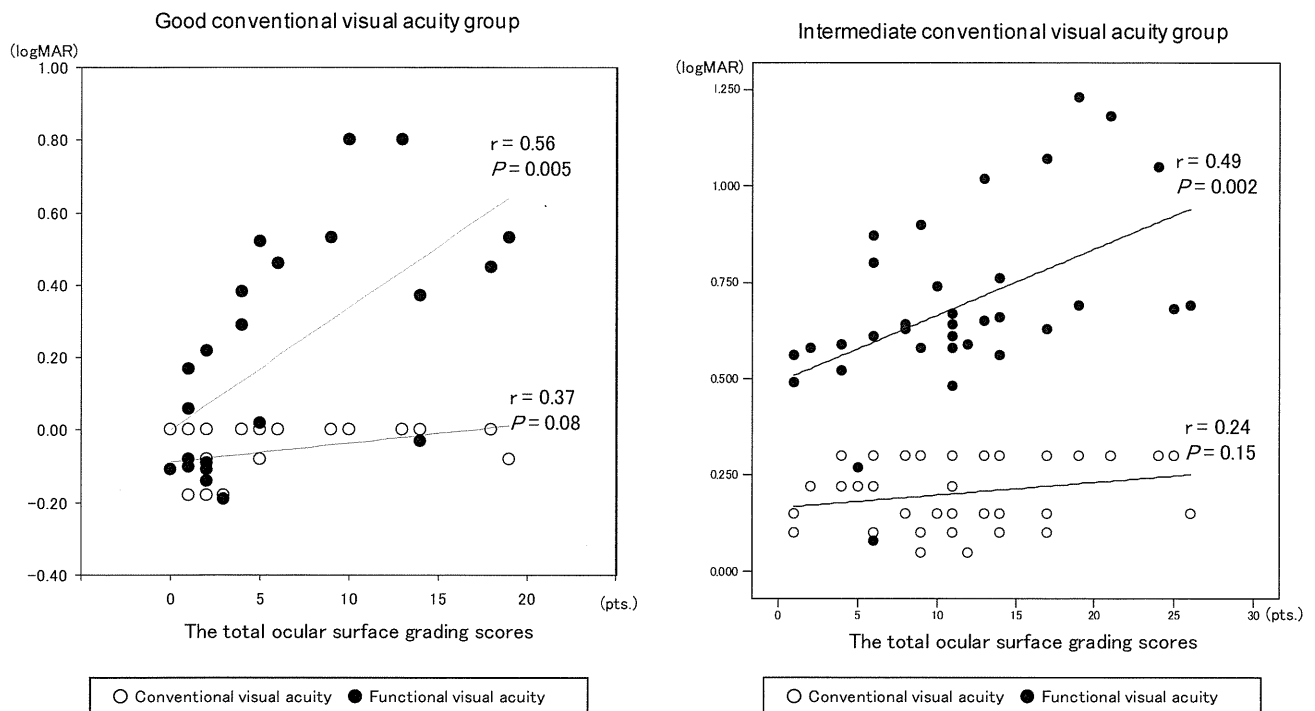 Good conventional visual acuity group
(logMAR)
1.00
0.80
0.60
0.40
0.20
0.00
-0.20
-0.40
r = 0.56
P = 0.005
r = 0.37
P = 0.08
0 5 10 15 20 (pts.)
The total ocular surface grading scores
Conventional visual acuity Functional visual acuity
Intermediate conventional visual acuity group
(logMAR)
1.250
1.000
0.750
0.500
0.250
0.000
r = 0.49
P = 0.002
r = 0.24
P = 0.15
0 5 10 15 20 25 30 (pts.)
The total ocular surface grading scores
Conventional visual acuity Functional visual acuity